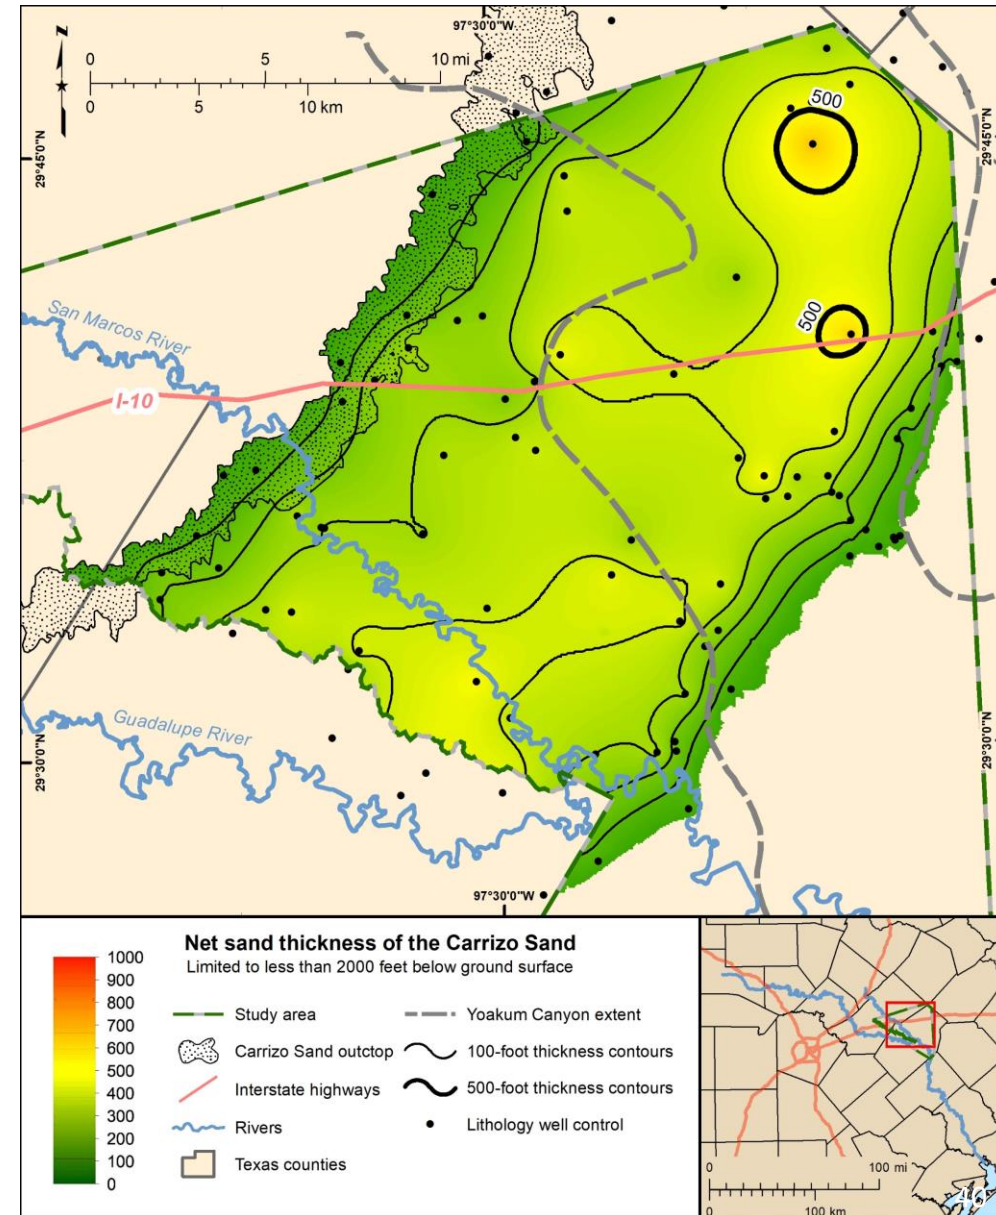 97°30'0"W
N
0 5 10 mi
0 5 10 km
500
29°45'0"N
29°45'0"N
San Marcos River
500
I-10
Guadalupe River
29°30'0"N
29°30'0"N
97°30'0"W
Net sand thickness of the Carrizo Sand
Limited to less than 2000 feet below ground surface
1000
900
800
700
600
500
400
300
200
100
0
Study area
Carrizo Sand outctop
Interstate highways
Rivers
Texas counties
Yoakum Canyon extent
100-foot thickness contours
500-foot thickness contours
Lithology well control
0 100 mi
0 100 km
46